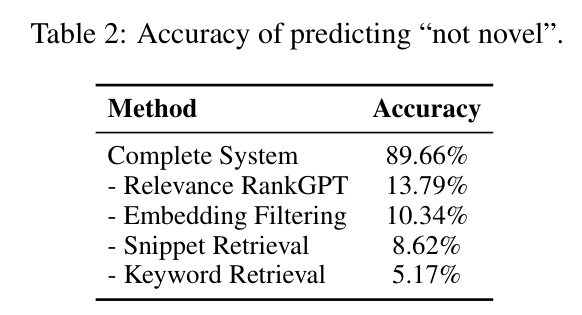 Table 2: Accuracy of predicting “not novel”.
Method Accuracy
Complete System 89.66%
- Relevance RankGPT 13.79%
- Embedding Filtering 10.34%
- Snippet Retrieval 8.62%
- Keyword Retrieval 5.17%